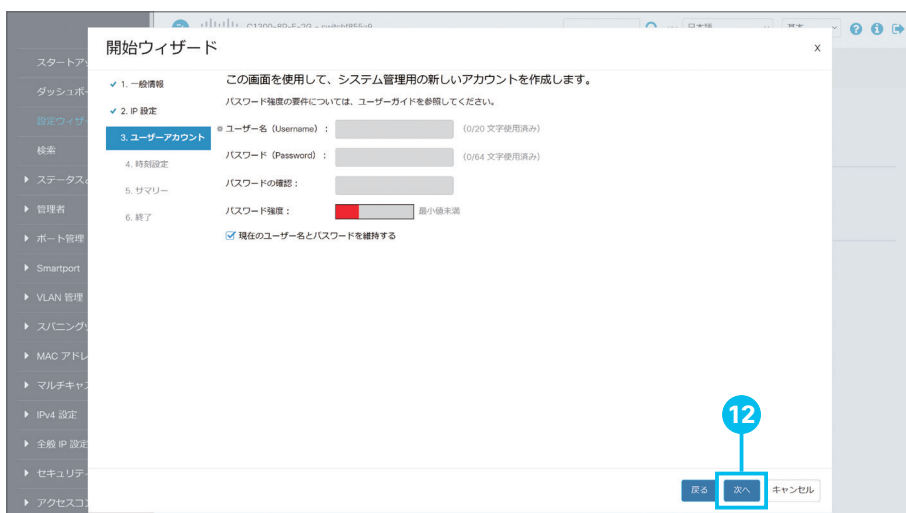 開始ウィザード
x
スタートア
ダッシュボー
設定ウィザ
検索
ステータス
管理者
ポート管理
Smartport
VLAN 管理
スパニング
MAC アドレ
マルチキャス
IPv4 設定
全般 IP 設定
セキュリティ
アクセスコ
✔ 1. 一般情報
✔ 2. IP 設定
3. ユーザーアカウント
4. 時刻設定
5. サマリー
6. 終了
この画面を使用して、システム管理用の新しいアカウントを作成します。
パスワード強度の要件については、ユーザーガイドを参照してください。
ユーザー名（Username）： (0/20 文字使用済み)
パスワード（Password）： (0/64 文字使用済み)
パスワードの確認：
パスワード強度： 最小値未満
現在のユーザー名とパスワードを維持する
12
戻る 次へ キャンセル